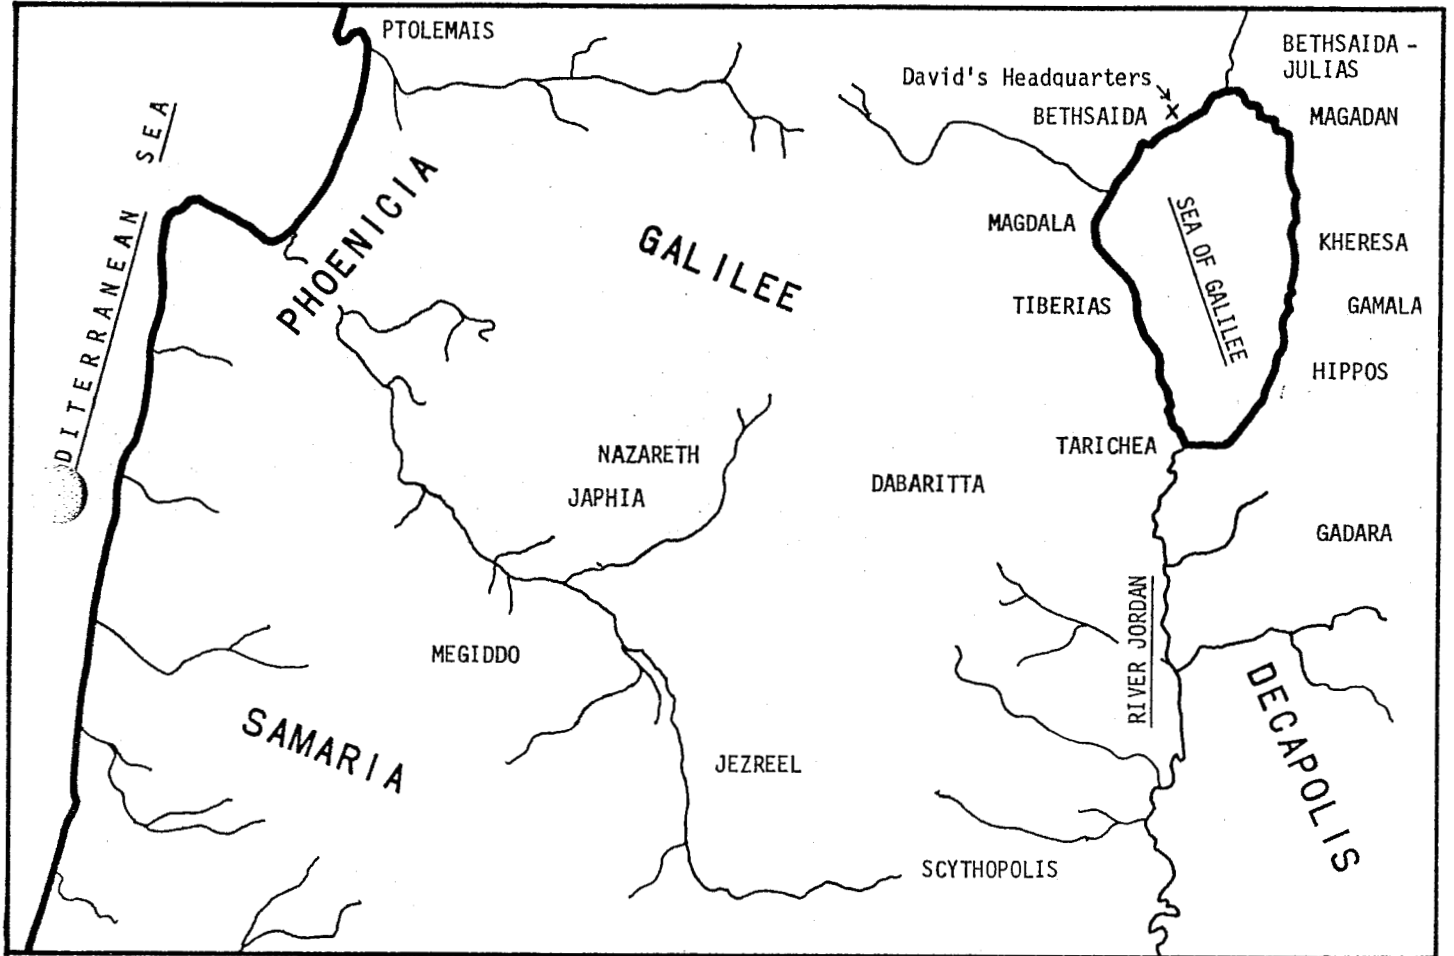 PTOLEMAIS
BETHSAIDA -
JULIAS
David's Headquarters
BETHSAIDA
x
MAGADAN
DITERRANEAN SEA
PHOENICIA
GALILEE
MAGDALA
SEA OF GALILEE
KHERESA
TIBERIAS
GAMALA
HIPPOS
TARICHEA
NAZARETH
JAPHIA
DABARITTA
GADARA
RIVER JORDAN
MEGIDDO
SAMARIA
JEZREEL
DECAPOLIS
SCYTHOPOLIS